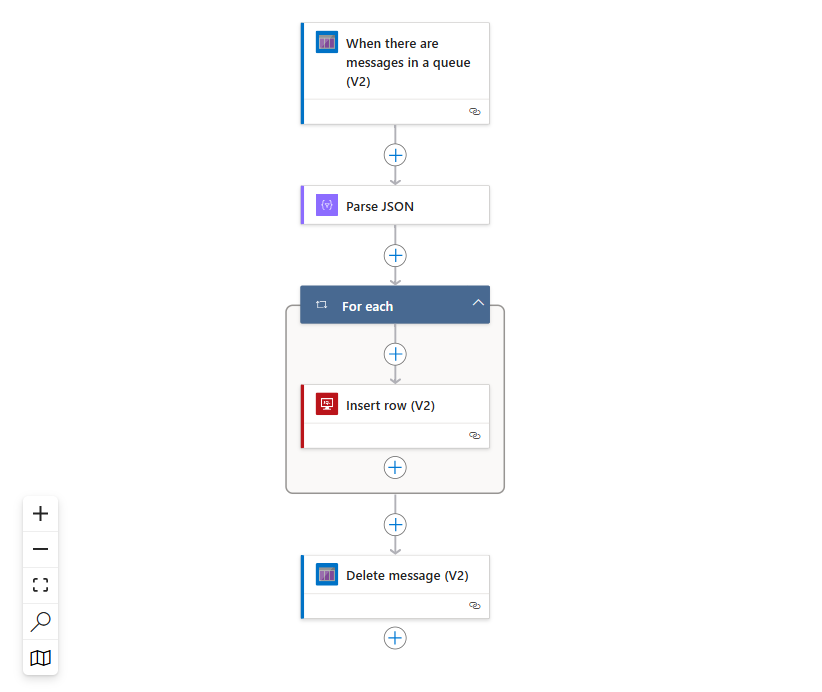 When there are
messages in a queue
(V2)
Parse JSON
For each
Insert row (V2)
Delete message (V2)